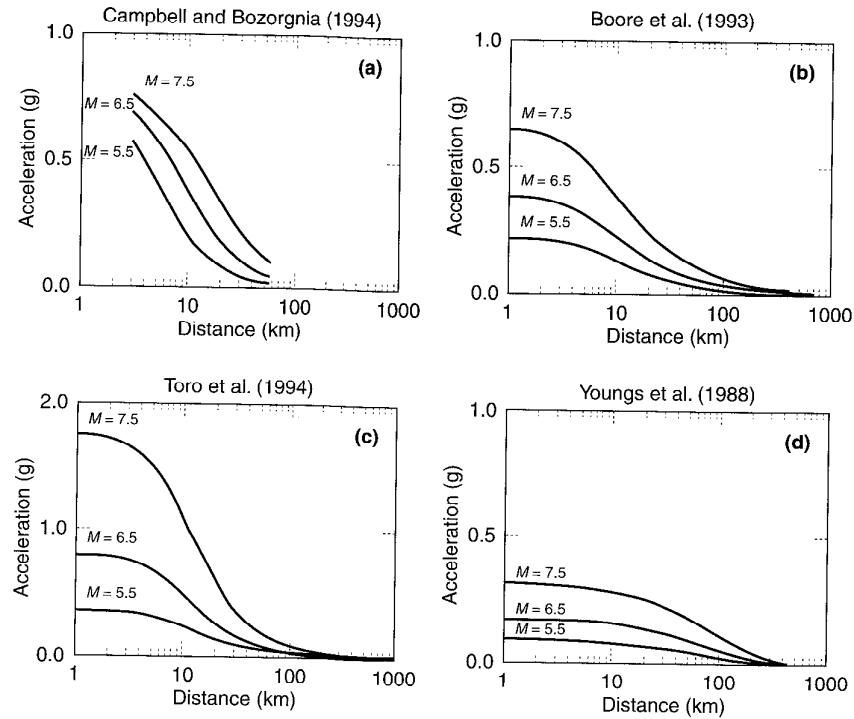 Campbell and Bozorgnia (1994)
1.0
(a)
M = 7.5
M = 6.5
M = 5.5
0.5
0.0
Acceleration (g)
1 10 100 1000
Distance (km)
Boore et al. (1993)
1.0
(b)
M = 7.5
0.5
M = 6.5
M = 5.5
0.0
Acceleration (g)
1 10 100 1000
Distance (km)
Toro et al. (1994)
2.0
M = 7.5
(c)
1.0
M = 6.5
M = 5.5
0.0
Acceleration (g)
1 10 100 1000
Distance (km)
Youngs et al. (1988)
1.0
(d)
0.5
M = 7.5
M = 6.5
M = 5.5
0.0
Acceleration (g)
1 10 100 1000
Distance (km)